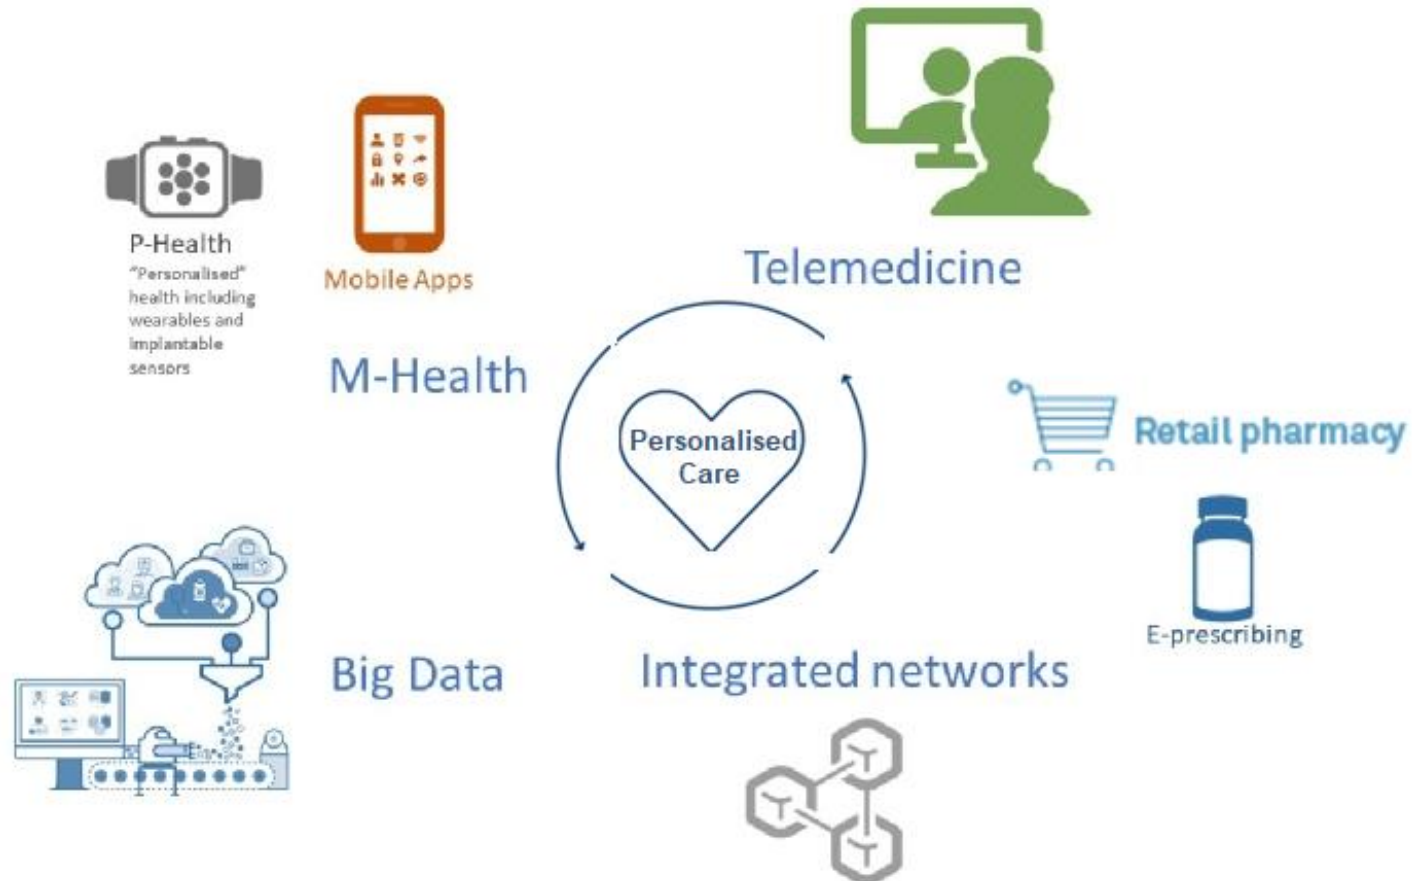 P-Health
"Personalised"
health including
wearables and
implantable
sensors
Mobile Apps
M-Health
Telemedicine
Personalised
Care
Retail pharmacy
E-prescribing
Big Data
Integrated networks